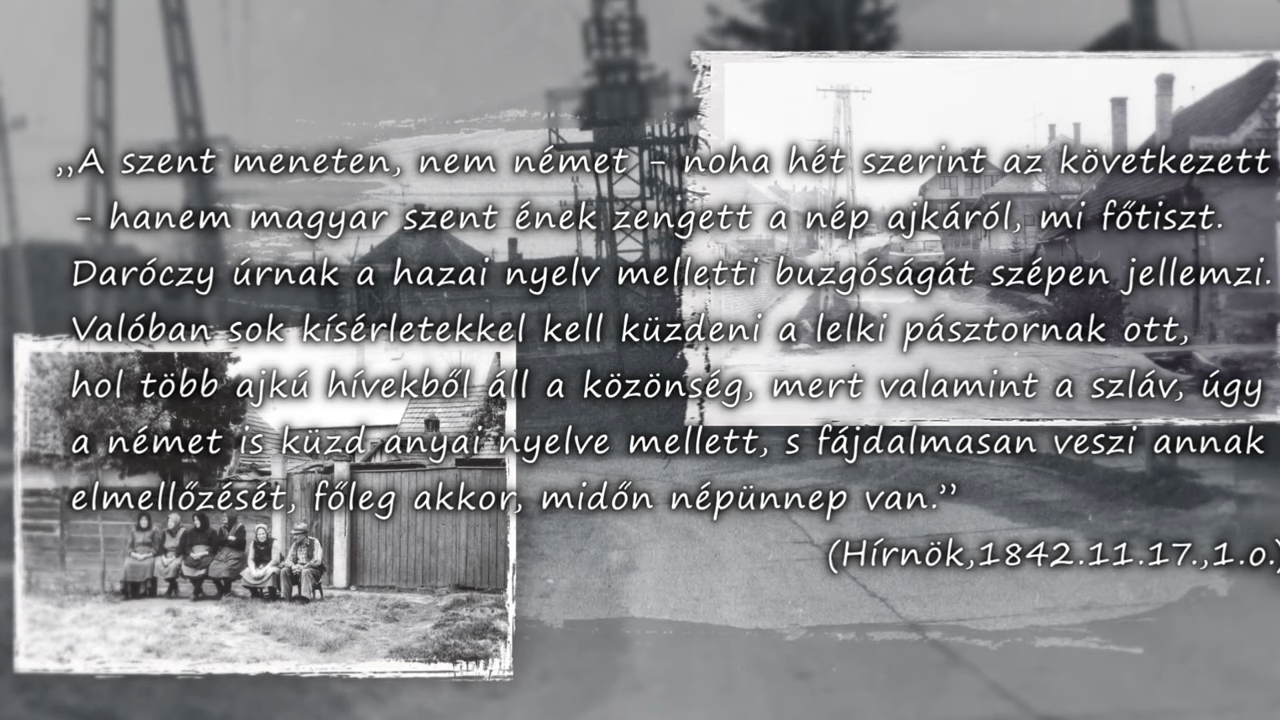 „A szent meneten, nem német - noha hét szerint az következett
- hanem magyar szent ének zengett a nép ajkáról, mi főtiszt.
Daróczy úrnak a hazai nyelv melletti buzgóságát szépen jellemzi.
Valóban sok kísérletekkel kell küzdeni a lelki pásztornak ott,
hol több ajkú hívekből áll a közönség, mert valamint a szláv, úgy
a német is küzd anyai nyelve mellett, s fájdalmasan veszi annak
elmellőzését, főleg akkor, midőn népünnep van.”
(Hírnök,1842.11.17.,1.o.)